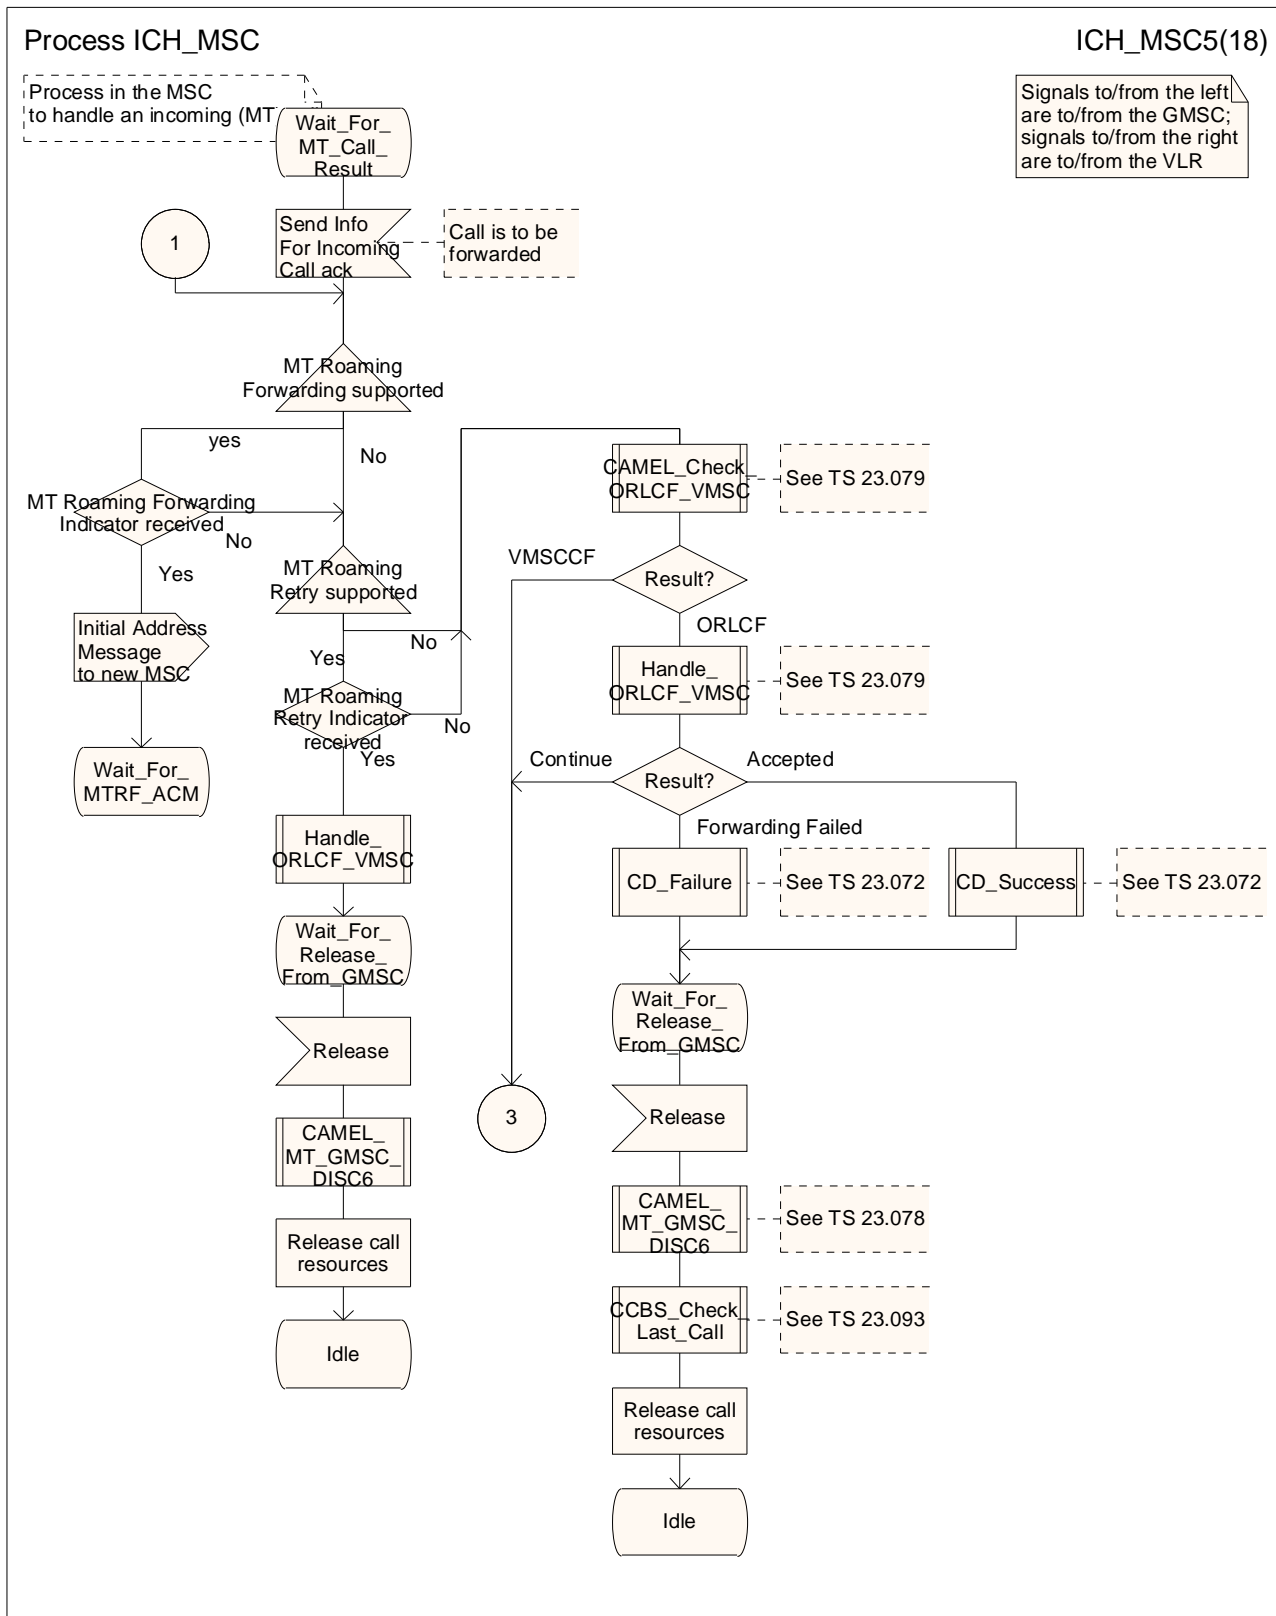 Process ICH_MSC
ICH_MSC5(18)
Process in the MSC
to handle an incoming (MT
Signals to/from the left
are to/from the GMSC;
signals to/from the right
are to/from the VLR
Wait_For_
MT_Call_
Result
1
Send Info
For Incoming
Call ack
Call is to be
forwarded
MT Roaming
Forwarding supported
yes
No
MT Roaming Forwarding
Indicator received
No
Yes
Initial Address
Message
to new MSC
Wait_For_
MTRF_ACM
MT Roaming
Retry supported
No
Yes
MT Roaming
Retry Indicator
received
No
Yes
Handle_
ORLCF_VMSC
Wait_For_
Release_
From_GMSC
Release
CAMEL_
MT_GMSC_
DISC6
Release call
resources
Idle
CAMEL_Check_
ORLCF_VMSC
See TS 23.079
VMSCCF
Result?
ORLCF
Handle_
ORLCF_VMSC
See TS 23.079
Continue
Result?
Accepted
Forwarding Failed
CD_Failure
See TS 23.072
CD_Success
See TS 23.072
Wait_For_
Release_
From_GMSC
3
Release
CAMEL_
MT_GMSC_
DISC6
See TS 23.078
CCBS_Check_
Last_Call
See TS 23.093
Release call
resources
Idle